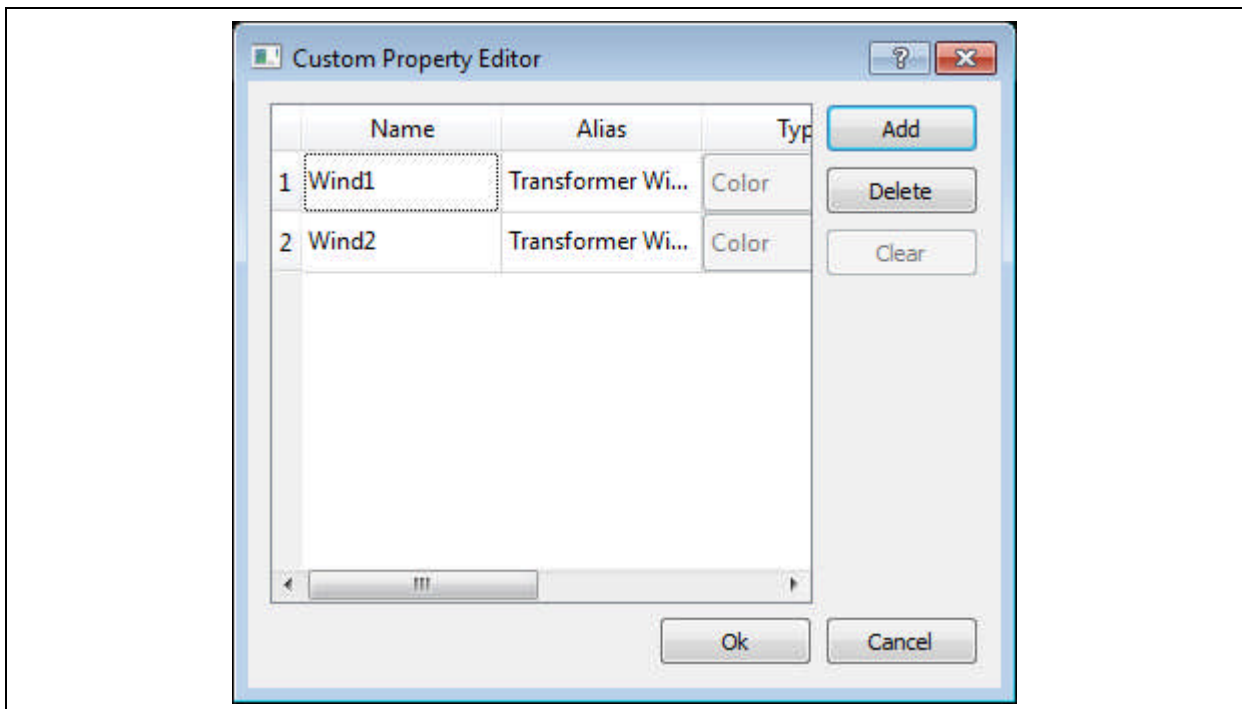 Custom Property Editor
Name Alias Typ Add
1 Wind1 Transformer Wi... Color Delete
2 Wind2 Transformer Wi... Color Clear
Ok Cancel